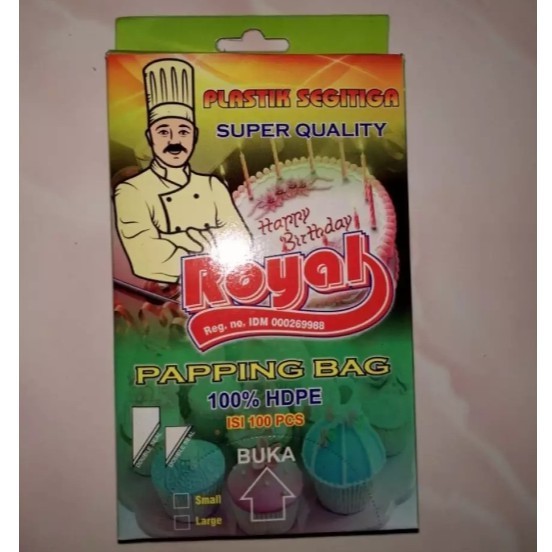 PLASTIK SEGITIGA
SUPER QUALITY
Happy
Birthday
Royal
Reg. no. IDM 000269988
PAPPING BAG
100% HDPE
ISI 100 PCS
BUKA
Small
Large